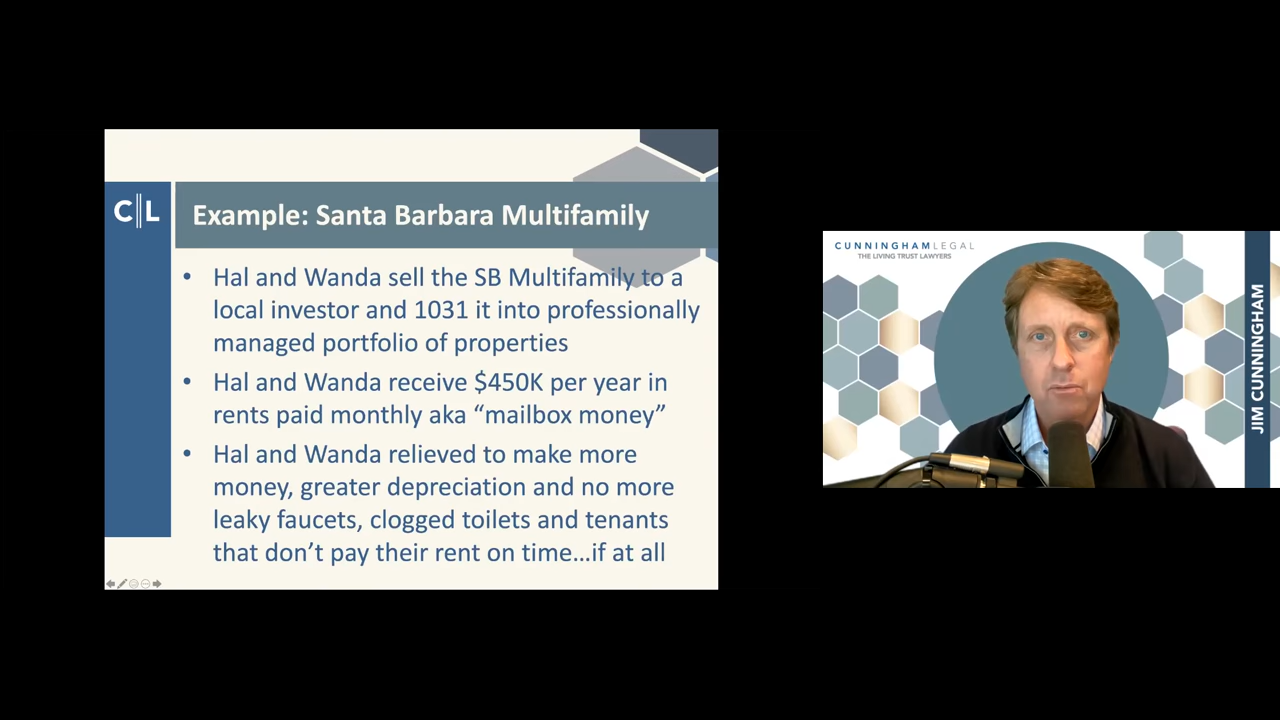 C L
Example: Santa Barbara Multifamily
• Hal and Wanda sell the SB Multifamily to a
local investor and 1031 it into professionally
managed portfolio of properties
• Hal and Wanda receive $450K per year in
rents paid monthly aka “mailbox money”
• Hal and Wanda relieved to make more
money, greater depreciation and no more
leaky faucets, clogged toilets and tenants
that don’t pay their rent on time…if at all
CUNNINGHAMLEGAL
THE LIVING TRUST LAWYERS
JIM CUNNINGHAM